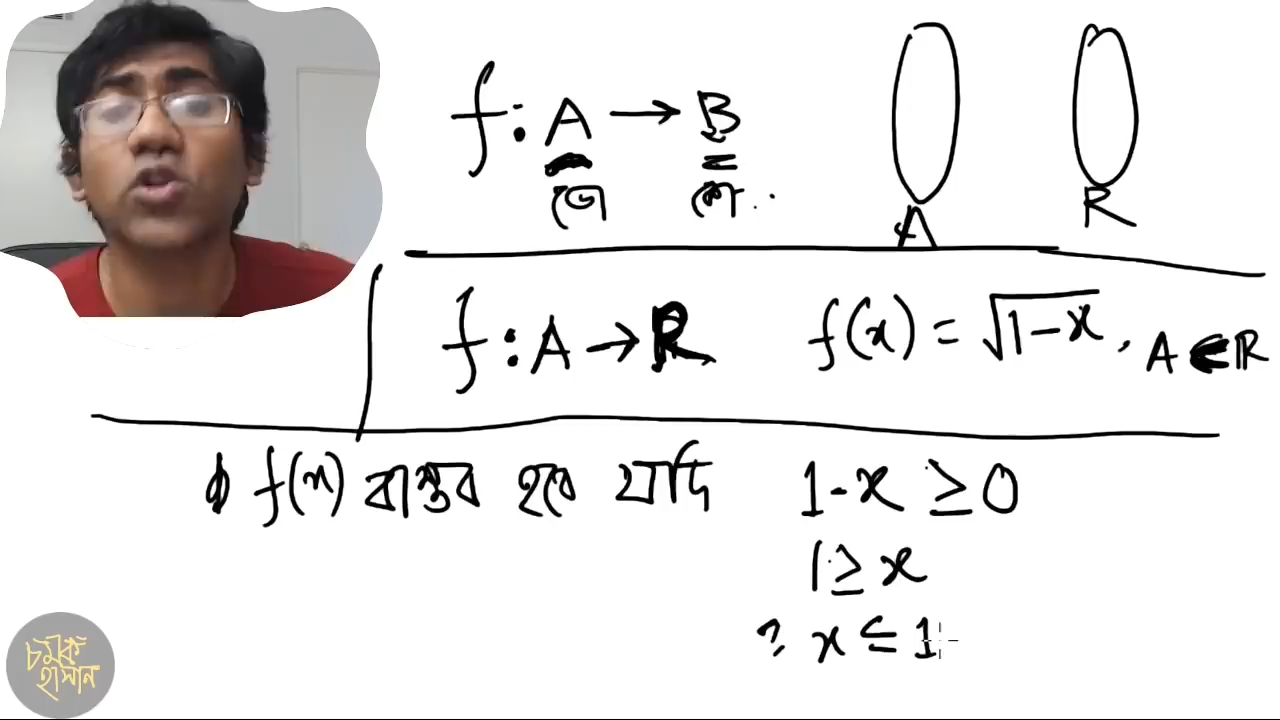 f: A → B
A R
f: A → R f(x) = √(1-x), A ⊂ R
f(x) বাস্তব হবে যদি 1-x ≥ 0
1 ≥ x
x ≤ 1
চমক
হাসান